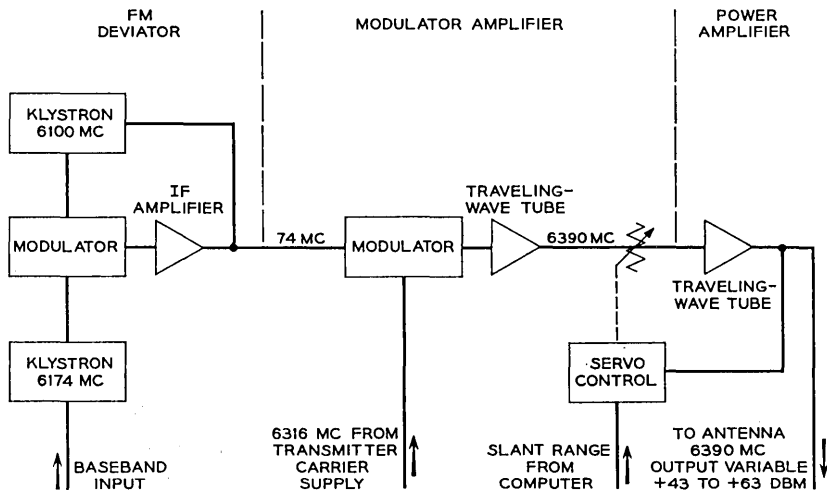 FM
DEVIATOR
MODULATOR AMPLIFIER
POWER
AMPLIFIER
KLYSTRON
6100 MC
IF
AMPLIFIER
TRAVELING-
WAVE TUBE
MODULATOR
74 MC
MODULATOR
6390 MC
TRAVELING-
WAVE TUBE
KLYSTRON
6174 MC
SERVO
CONTROL
BASEBAND
INPUT
6316 MC FROM
TRANSMITTER
CARRIER
SUPPLY
SLANT RANGE
FROM
COMPUTER
TO ANTENNA
6390 MC
OUTPUT VARIABLE
+43 TO +63 DBM